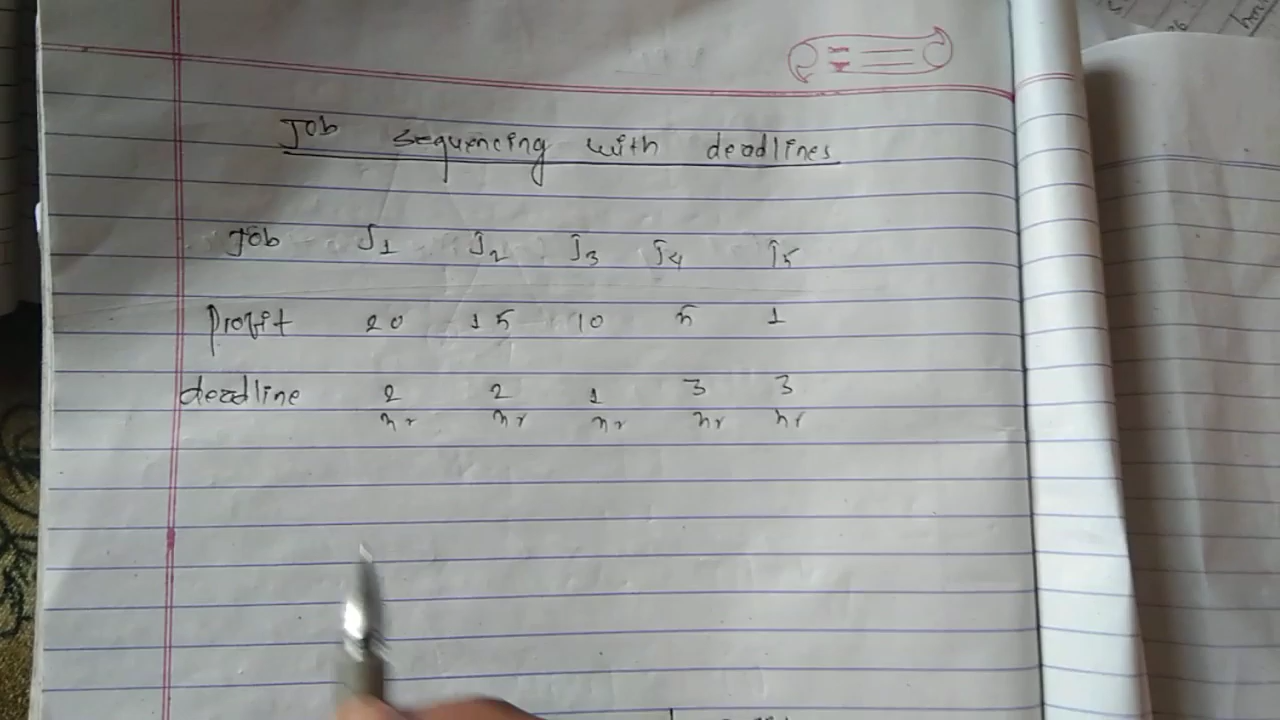 Job sequencing with deadlines
Job J1 J2 J3 J4 J5
Profit 20 15 10 5 1
deadline 2 2 1 3 3
hr hr hr hr hr